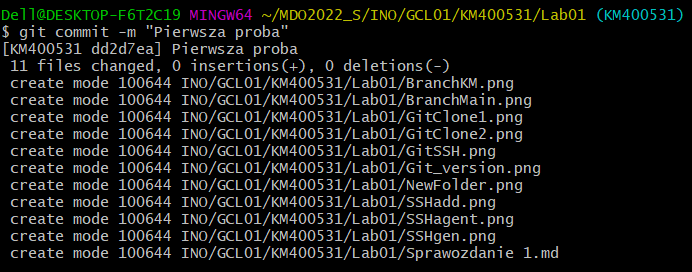 Dell@DESKTOP-F6T2C19 MINGW64 ~/MDO2022_S/INO/GCL01/KM400531/Lab01 (KM400531)
$ git commit -m "Pierwsza proba"
[KM400531 dd2d7ea] Pierwsza proba
 11 files changed, 0 insertions(+), 0 deletions(-)
 create mode 100644 INO/GCL01/KM400531/Lab01/BranchKM.png
 create mode 100644 INO/GCL01/KM400531/Lab01/BranchMain.png
 create mode 100644 INO/GCL01/KM400531/Lab01/GitClone1.png
 create mode 100644 INO/GCL01/KM400531/Lab01/GitClone2.png
 create mode 100644 INO/GCL01/KM400531/Lab01/GitSSH.png
 create mode 100644 INO/GCL01/KM400531/Lab01/Git_version.png
 create mode 100644 INO/GCL01/KM400531/Lab01/NewFolder.png
 create mode 100644 INO/GCL01/KM400531/Lab01/SSHadd.png
 create mode 100644 INO/GCL01/KM400531/Lab01/SSHagent.png
 create mode 100644 INO/GCL01/KM400531/Lab01/SSHgen.png
 create mode 100644 INO/GCL01/KM400531/Lab01/Sprawozdanie 1.md